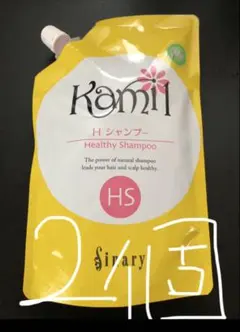 Kamil
H シャンプー
Healthy Shampoo
The power of natural shampoo
leads your hair and scalp healthy.
HS
Sinary
2個